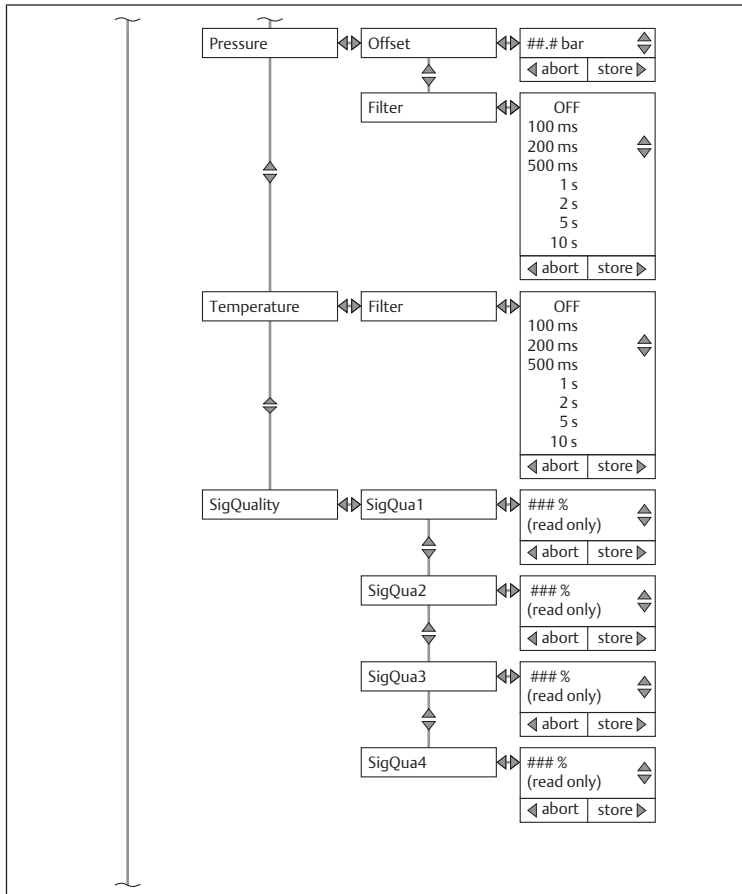 Pressure
Offset
##.# bar
abort store
Filter
OFF
100 ms
200 ms
500 ms
1 s
2 s
5 s
10 s
abort store
Temperature
Filter
OFF
100 ms
200 ms
500 ms
1 s
2 s
5 s
10 s
abort store
SigQuality
SigQua1
### %
(read only)
abort store
SigQua2
### %
(read only)
abort store
SigQua3
### %
(read only)
abort store
SigQua4
### %
(read only)
abort store